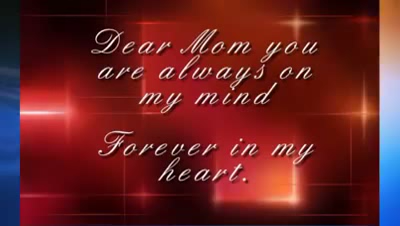 Dear Mom you
are always on
my mind
Forever in my
heart.